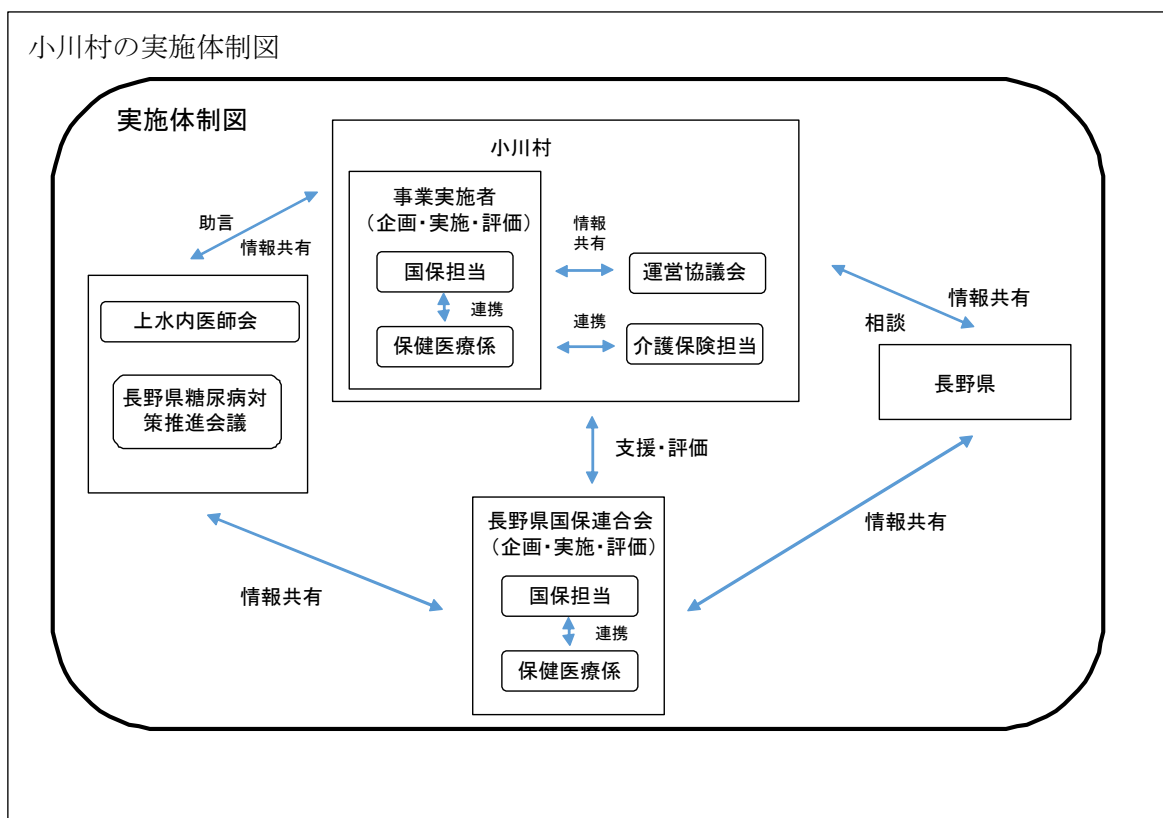 小川村の実施体制図
実施体制図
小川村
事業実施者
（企画・実施・評価）
国保担当
連携
保健医療係
情報
共有
運営協議会
連携
介護保険担当
助言
情報共有
上水内医師会
長野県糖尿病対
策推進会議
情報共有
相談
長野県
支援・評価
長野県国保連合会
（企画・実施・評価）
国保担当
連携
保健医療係
情報共有
情報共有